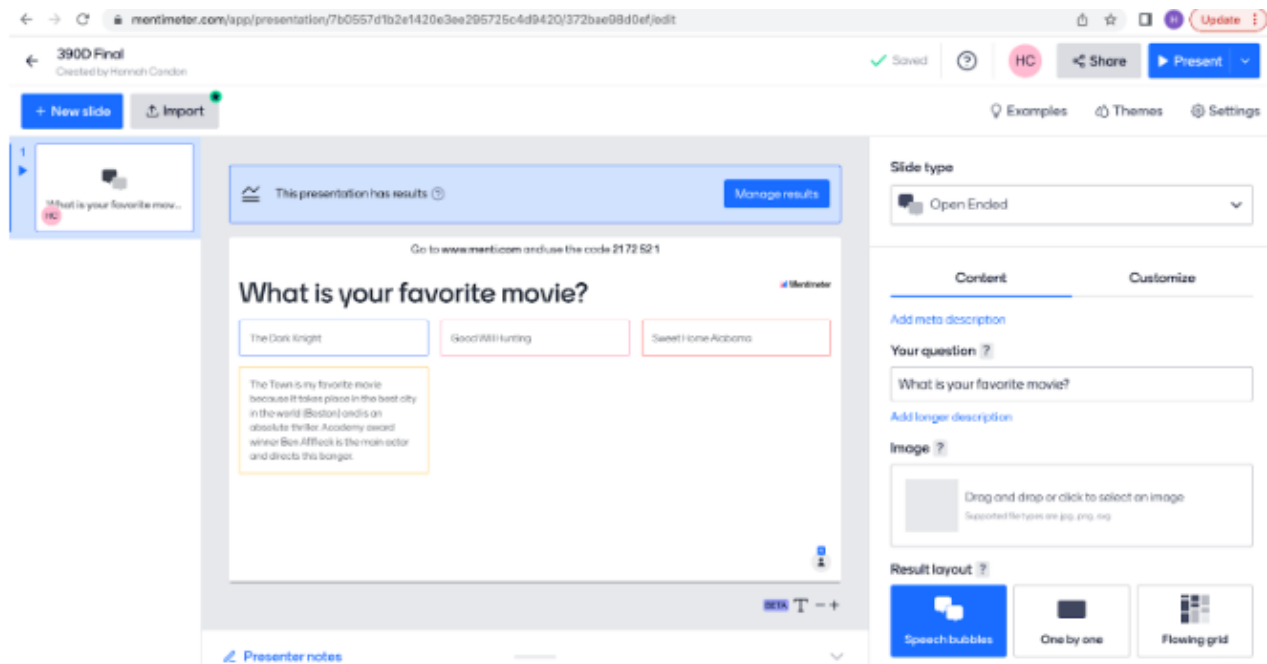 mentimeter.com/app/presentation/7b0557d1b2e1420e3ee295725c4d9420/372bae98d0ef/edit
H
Update
390D Final
Created by Hannah Condon
Saved
HC
Share
Present
+ New slide
Import
Examples
Themes
Settings
1
What is your favorite mov...
HC
This presentation has results
Manage results
Go to www.menti.com and use the code 2172 52 1
What is your favorite movie?
Mentimeter
The Dark Knight
Good Will Hunting
Sweet Home Alabama
The Town is my favorite movie
because it takes place in the best city
in the world (Boston) and is an
absolute thriller. Academy award
winner Ben Affleck is the main actor
and directs this banger.
BETA T - +
Presenter notes
Slide type
Open Ended
Content
Customize
Add meta description
Your question ?
What is your favorite movie?
Add longer description
Image ?
Drag and drop or click to select an image
Supported file types are jpg, png, svg
Result layout ?
Speech bubbles
One by one
Flowing grid